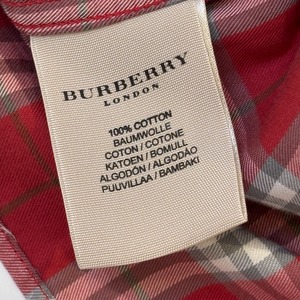 BURBERRY
LONDON
100% COTTON
BAUMWOLLE
COTON / COTONE
KATOEN / BOMULL
ALGODÓN / ALGODÃO
PUUVILLAA / BAMBAKI